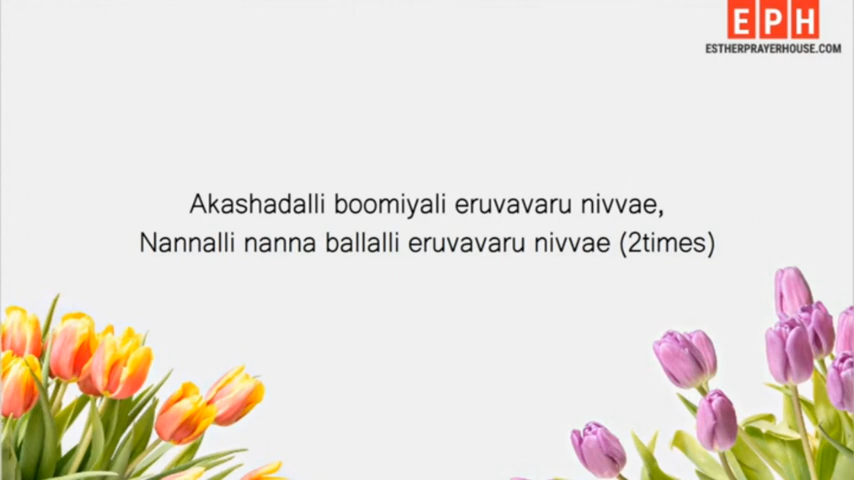 EPH
ESTHERPRAYERHOUSE.COM
Akashadalli boomiyali eruvavaru nivvae,
Nannalli nanna ballalli eruvavaru nivvae (2times)